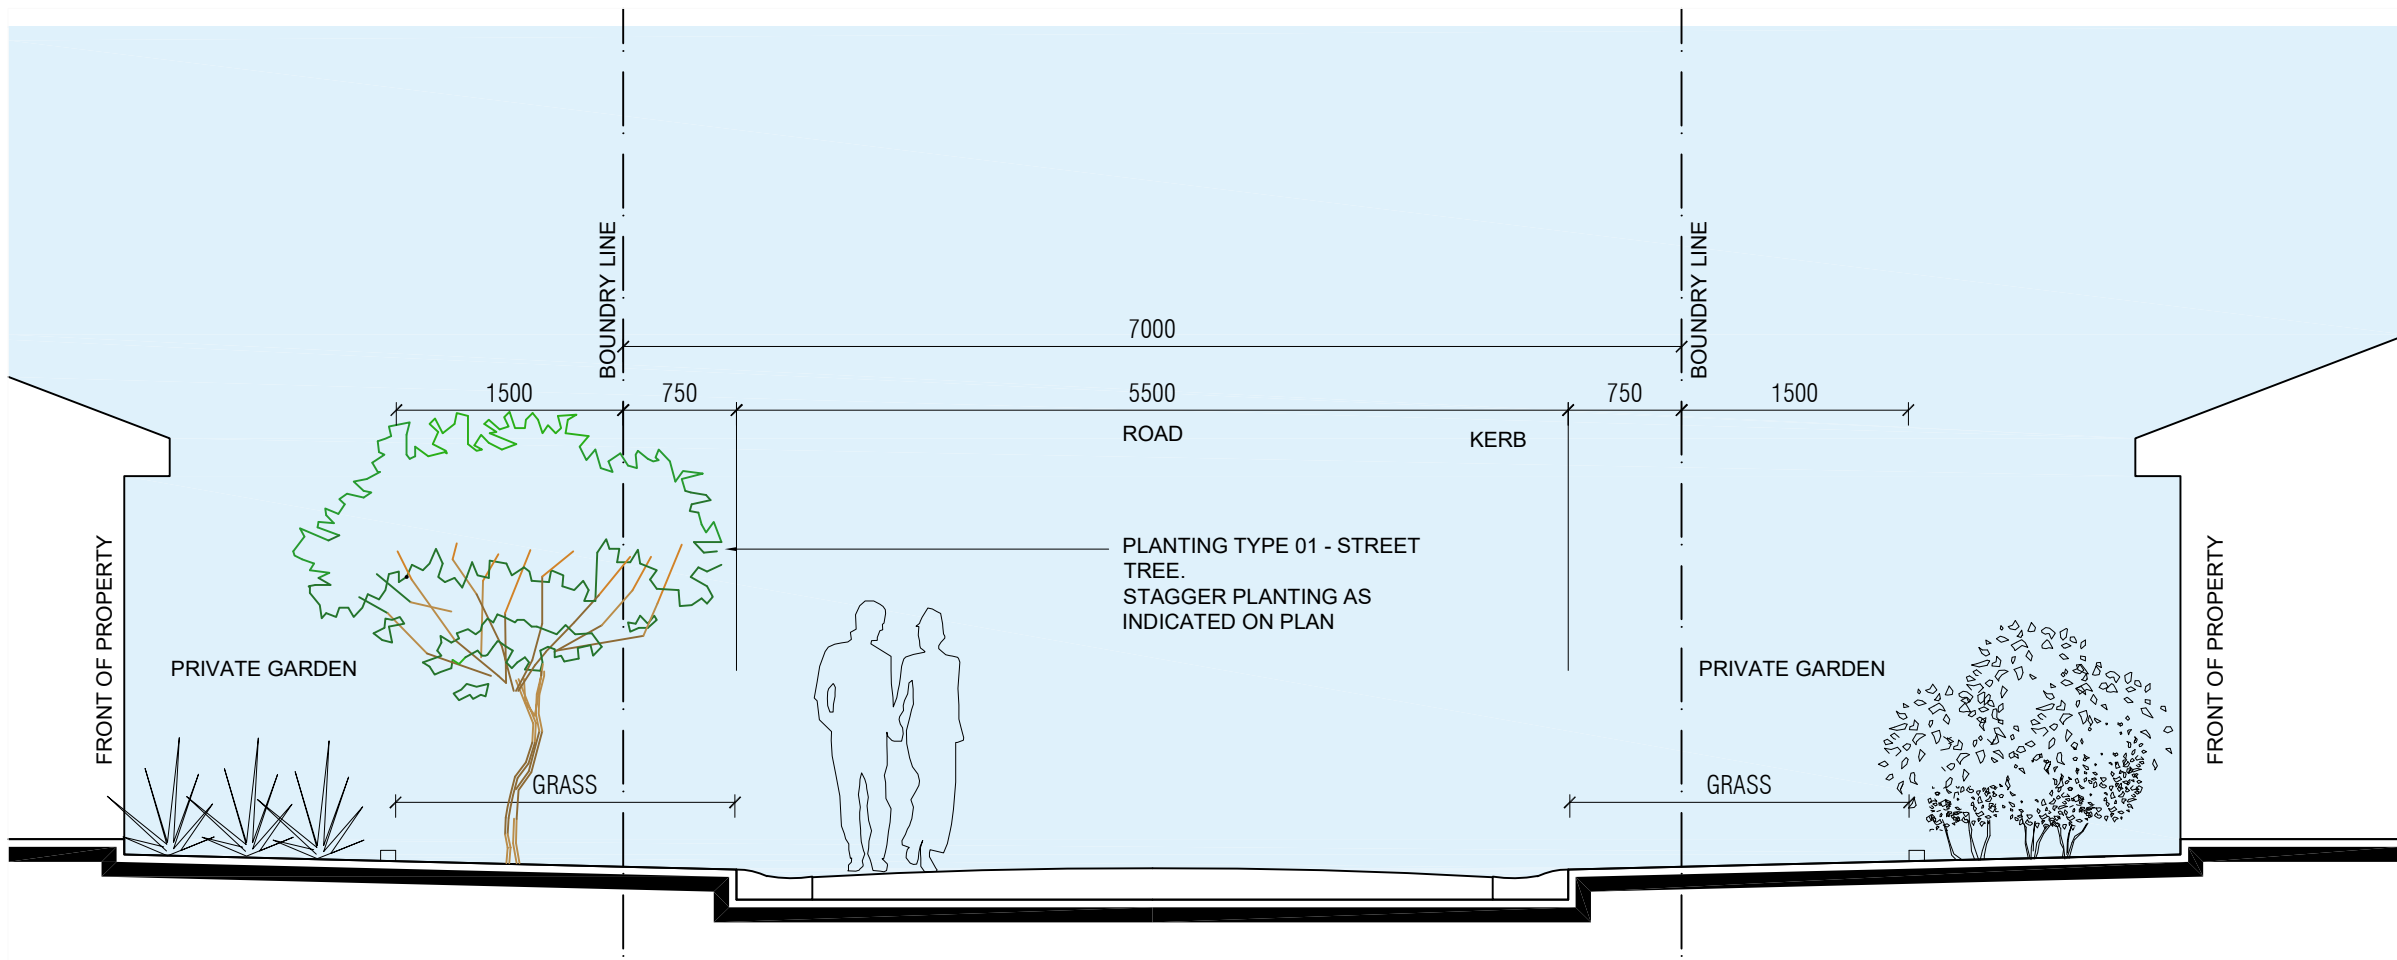 BOUNDRY LINE
BOUNDRY LINE
7000
1500
750
5500
750
1500
ROAD
KERB
PLANTING TYPE 01 - STREET
TREE.
STAGGER PLANTING AS
INDICATED ON PLAN
FRONT OF PROPERTY
PRIVATE GARDEN
PRIVATE GARDEN
FRONT OF PROPERTY
GRASS
GRASS